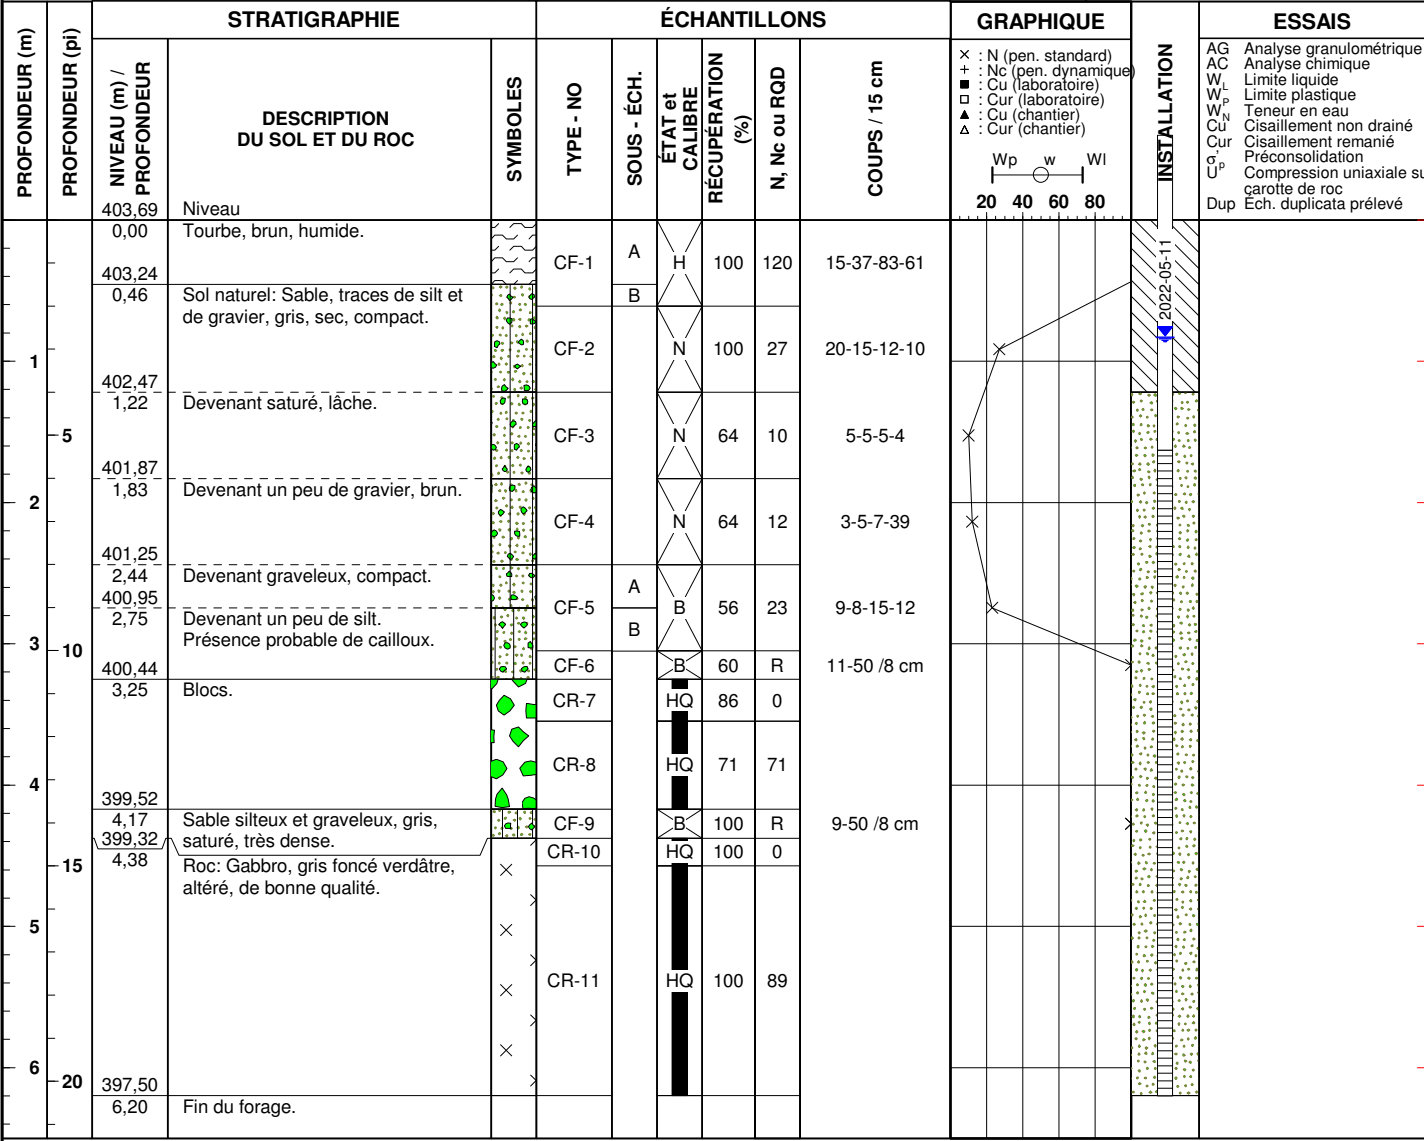 STRATIGRAPHIE
ÉCHANTILLONS
GRAPHIQUE
ESSAIS
PROFONDEUR (m)
PROFONDEUR (pi)
NIVEAU (m) /
PROFONDEUR
DESCRIPTION
DU SOL ET DU ROC
SYMBOLES
TYPE - NO
SOUS - ÉCH.
ÉTAT et
CALIBRE
RÉCUPÉRATION
(%)
N, Nc ou RQD
COUPS / 15 cm
× : N (pen. standard)
+ : Nc (pen. dynamique)
■ : Cu (laboratoire)
□ : Cur (laboratoire)
▲ : Cu (chantier)
△ : Cur (chantier)
Wp w Wl
20 40 60 80
INSTALLATION
AG Analyse granulométrique
AC Analyse chimique
W_L Limite liquide
W_P Limite plastique
W_N Teneur en eau
Cu Cisaillement non drainé
Cur Cisaillement remanié
σ'_p Préconsolidation
U Compression uniaxiale su
carotte de roc
Dup Éch. duplicata prélevé
403,69 Niveau
0,00 Tourbe, brun, humide.
CF-1 A H 100 120 15-37-83-61
403,24
0,46 Sol naturel: Sable, traces de silt et B
de gravier, gris, sec, compact.
2022-05-11
CF-2 N 100 27 20-15-12-10
1
402,47
1,22 Devenant saturé, lâche.
5 CF-3 N 64 10 5-5-5-4
401,87
1,83 Devenant un peu de gravier, brun.
2
CF-4 N 64 12 3-5-7-39
401,25
2,44 Devenant graveleux, compact.
A
400,95
CF-5 B 56 23 9-8-15-12
2,75 Devenant un peu de silt.
B
Présence probable de cailloux.
3 10
400,44 CF-6 B 60 R 11-50 /8 cm
3,25 Blocs.
CR-7 HQ 86 0
CR-8 HQ 71 71
4
399,52
4,17 Sable silteux et graveleux, gris, CF-9 B 100 R 9-50 /8 cm
399,32 saturé, très dense.
CR-10 HQ 100 0
4,38 Roc: Gabbro, gris foncé verdâtre,
15
altéré, de bonne qualité.
5
CR-11 HQ 100 89
6 20
397,50
6,20 Fin du forage.